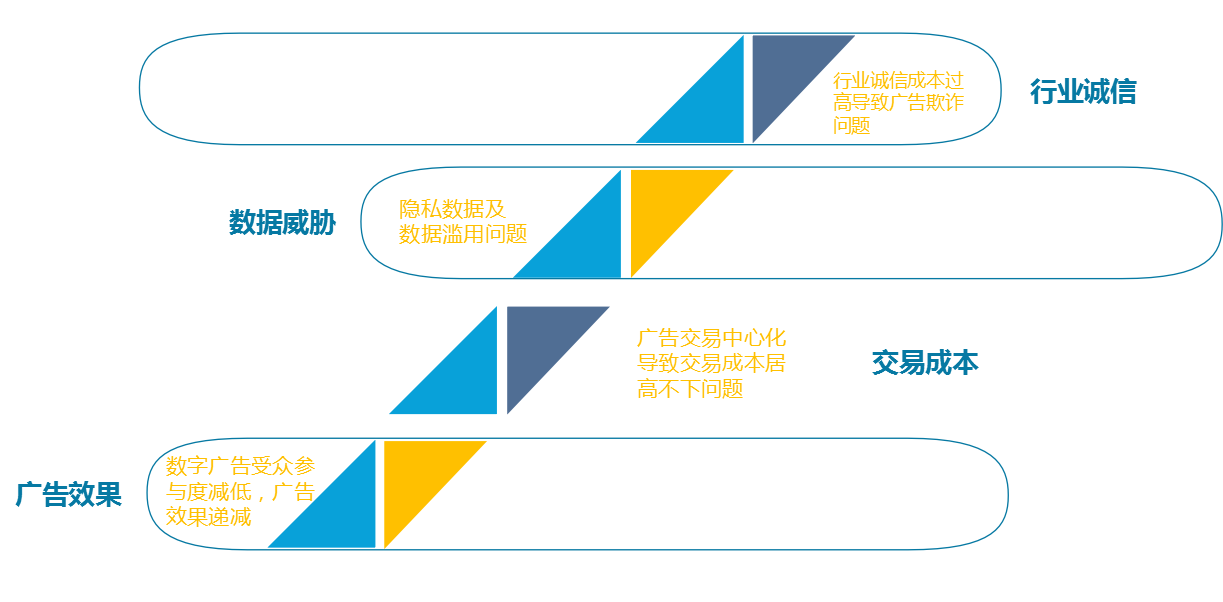 行业诚信成本过
高导致广告欺诈
问题
行业诚信
数据威胁
隐私数据及
数据滥用问题
广告交易中心化
导致交易成本居
高不下问题
交易成本
广告效果
数字广告受众参
与度减低，广告
效果递减